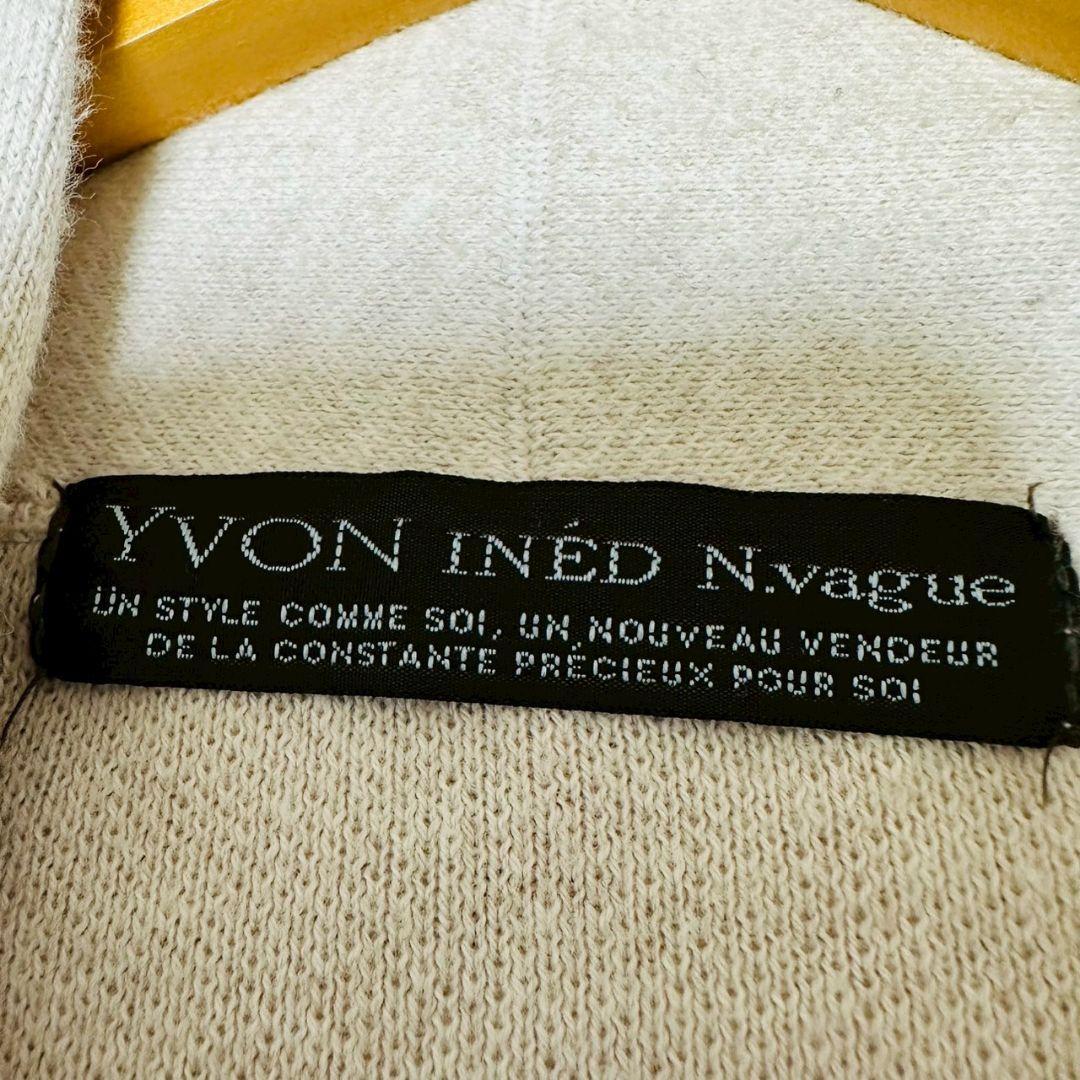 YVON INÉD N.vague
UN STYLE COMME SOI, UN NOUVEAU VENDEUR
DE LA CONSTANTE PRÉCIEUX POUR SOI